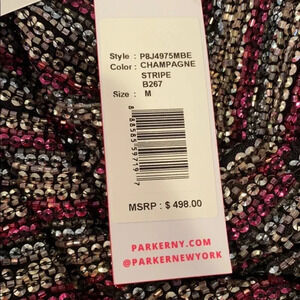 Style : P8J4975MBE
Color : CHAMPAGNE
STRIPE
B267
Size : M
MSRP : $ 498.00
PARKERNY.COM
@PARKERNEWYORK